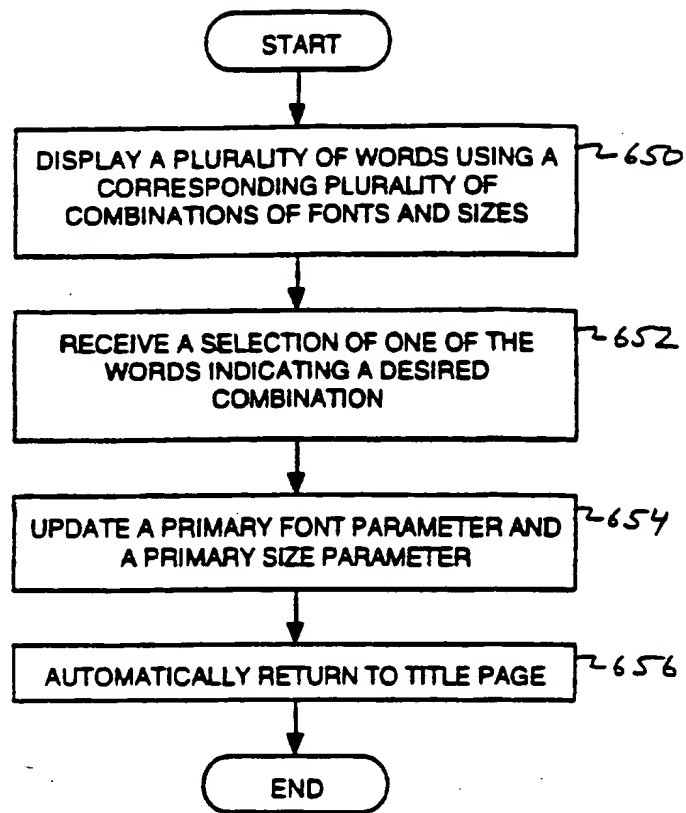 START
DISPLAY A PLURALITY OF WORDS USING A
CORRESPONDING PLURALITY OF
COMBINATIONS OF FONTS AND SIZES
650
RECEIVE A SELECTION OF ONE OF THE
WORDS INDICATING A DESIRED
COMBINATION
652
UPDATE A PRIMARY FONT PARAMETER AND
A PRIMARY SIZE PARAMETER
654
AUTOMATICALLY RETURN TO TITLE PAGE
656
END